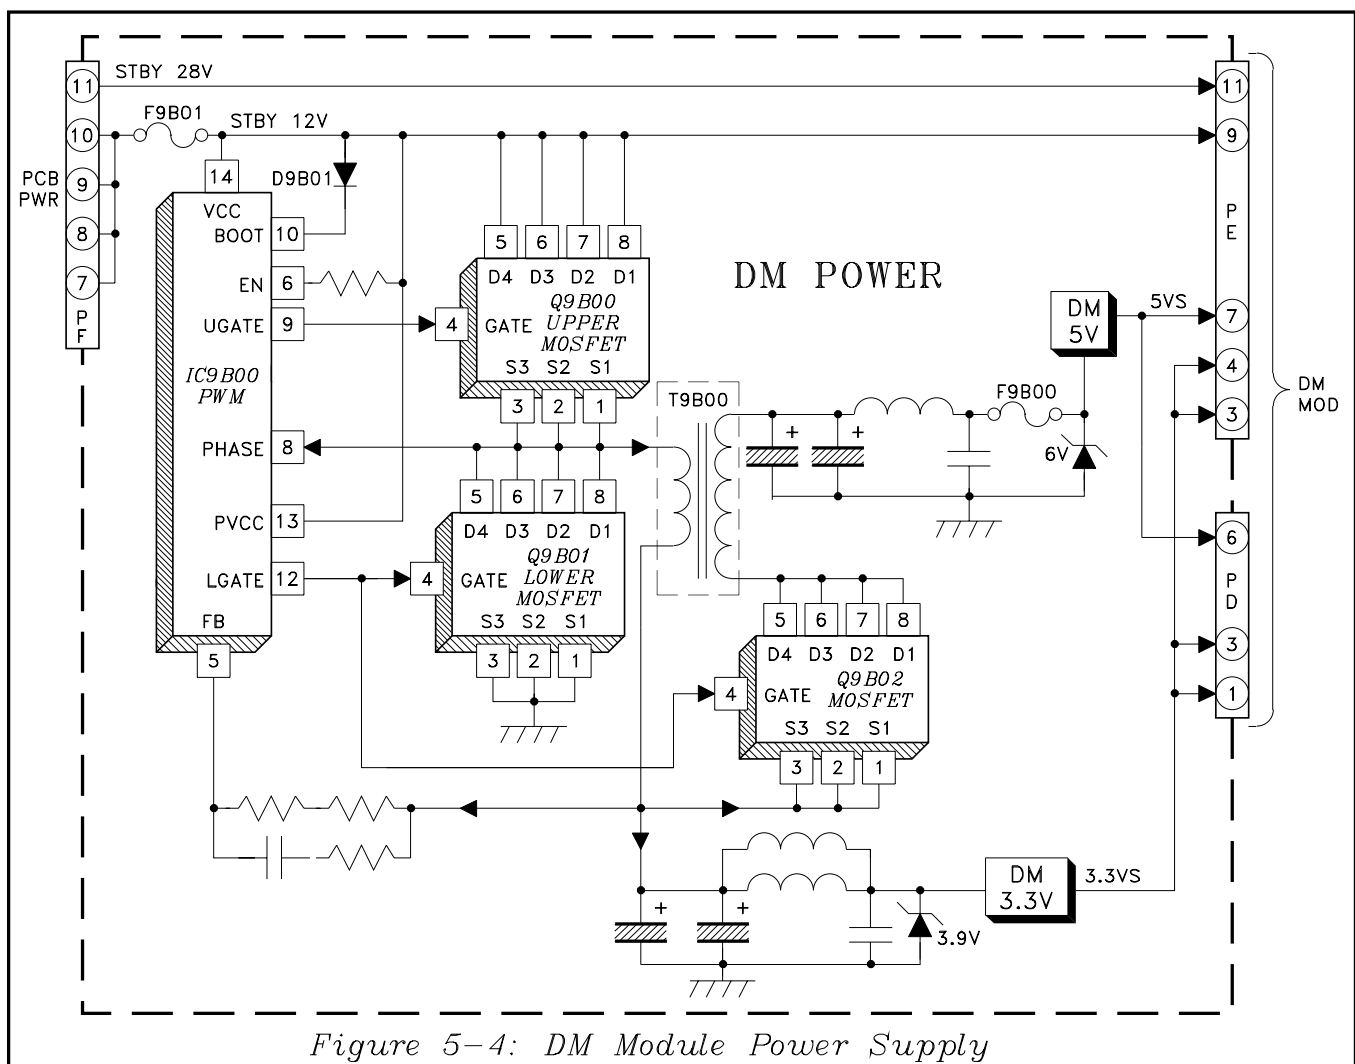 11 STBY 28V 11
10 F9B01 STBY 12V 9
PCB PWR 9
8
7
PF
14
VCC
D9B01
BOOT 10
EN 6
UGATE 9
IC9B00
PWM
PHASE 8
PVCC 13
LGATE 12
FB
5
5 6 7 8
D4 D3 D2 D1
4 GATE
Q9B00
UPPER
MOSFET
S3 S2 S1
3 2 1
5 6 7 8
D4 D3 D2 D1
4 GATE
Q9B01
LOWER
MOSFET
S3 S2 S1
3 2 1
DM POWER
T9B00
+ +
F9B00
6V
DM
5V
5VS
PE
7
4
3
DM
MOD
6
PD
3
1
5 6 7 8
D4 D3 D2 D1
4 GATE
Q9B02
MOSFET
S3 S2 S1
3 2 1
+ +
3.9V
DM
3.3V
3.3VS
Figure 5-4: DM Module Power Supply